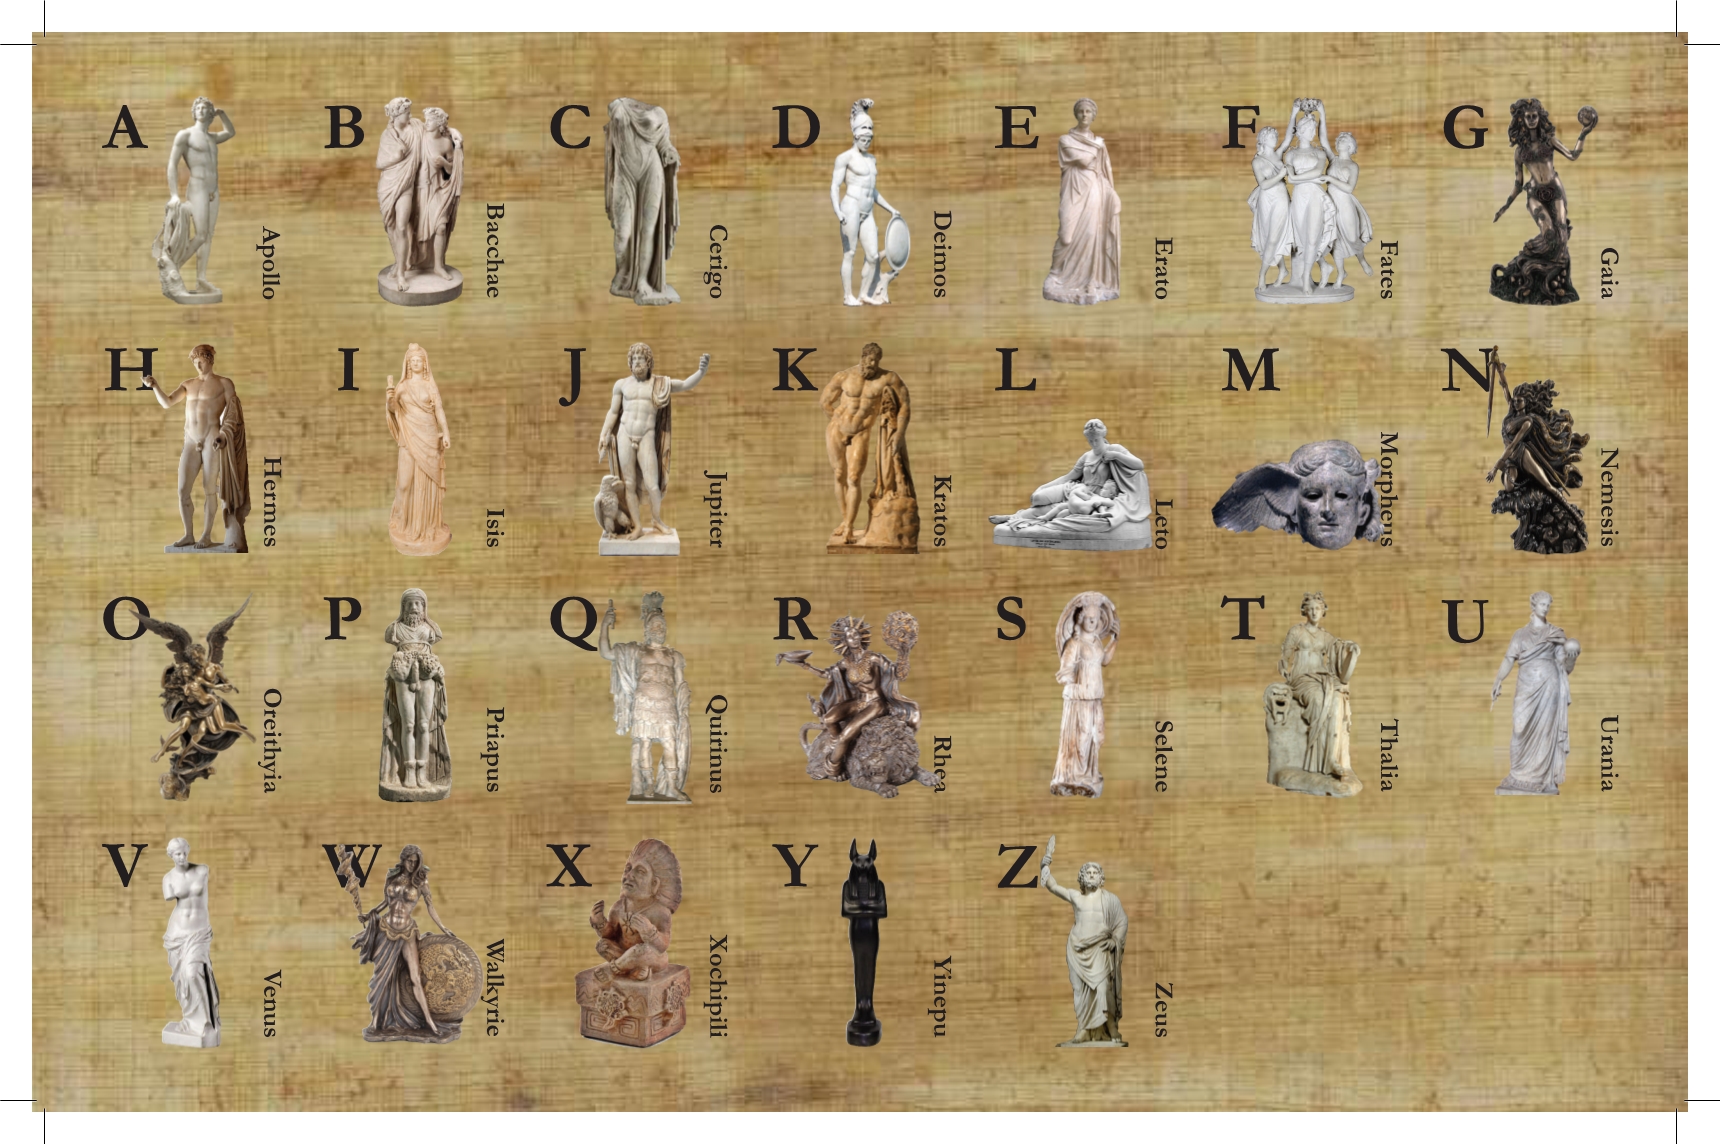 A
Apollo
B
Bacchae
C
Cerigo
D
Deimos
E
Erato
F
Fates
G
Gaia
H
Hermes
I
Isis
J
Jupiter
K
Kratos
L
Leto
M
Morpheus
N
Nemesis
O
Oreithyia
P
Priapus
Q
Quirinus
R
Rhea
S
Selene
T
Thalia
U
Urania
V
Venus
W
Walkyrie
X
Xochipili
Y
Yinepu
Z
Zeus